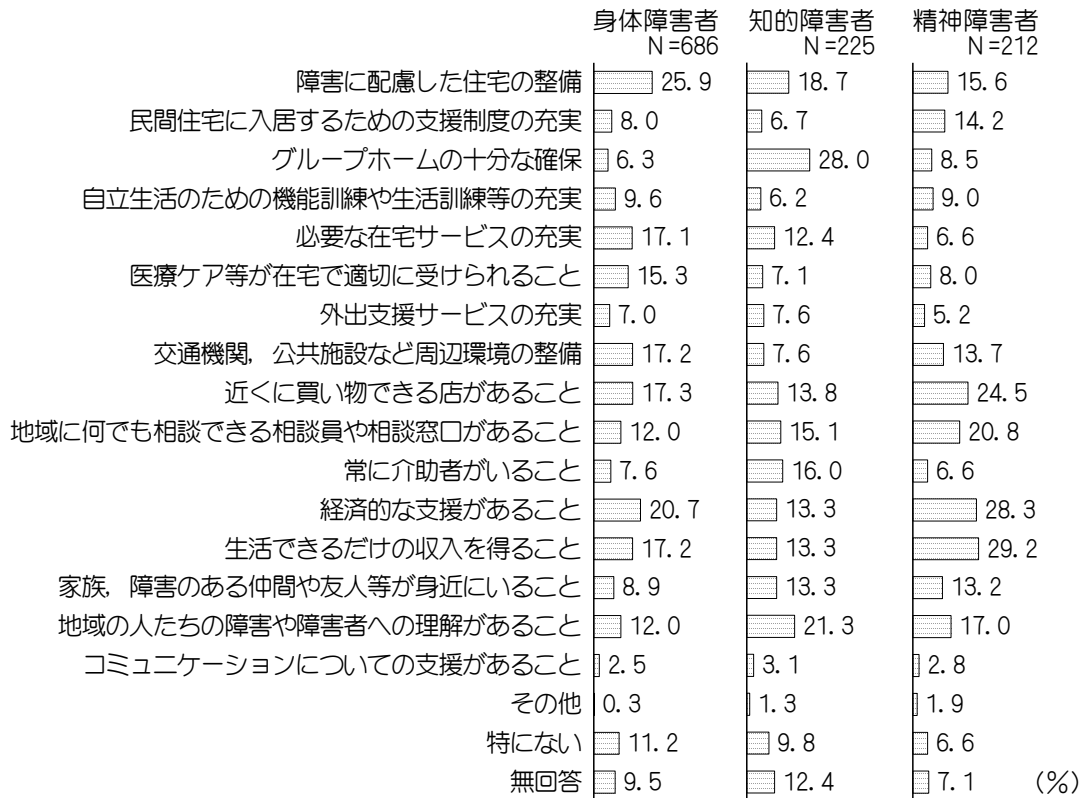 身体障害者 知的障害者 精神障害者
N=686 N=225 N=212
障害に配慮した住宅の整備 25.9 18.7 15.6
民間住宅に入居するための支援制度の充実 8.0 6.7 14.2
グループホームの十分な確保 6.3 28.0 8.5
自立生活のための機能訓練や生活訓練等の充実 9.6 6.2 9.0
必要な在宅サービスの充実 17.1 12.4 6.6
医療ケア等が在宅で適切に受けられること 15.3 7.1 8.0
外出支援サービスの充実 7.0 7.6 5.2
交通機関，公共施設など周辺環境の整備 17.2 7.6 13.7
近くに買い物できる店があること 17.3 13.8 24.5
地域に何でも相談できる相談員や相談窓口があること 12.0 15.1 20.8
常に介助者がいること 7.6 16.0 6.6
経済的な支援があること 20.7 13.3 28.3
生活できるだけの収入を得ること 17.2 13.3 29.2
家族，障害のある仲間や友人等が身近にいること 8.9 13.3 13.2
地域の人たちの障害や障害者への理解があること 12.0 21.3 17.0
コミュニケーションについての支援があること 2.5 3.1 2.8
その他 0.3 1.3 1.9
特にない 11.2 9.8 6.6
無回答 9.5 12.4 7.1 (％)